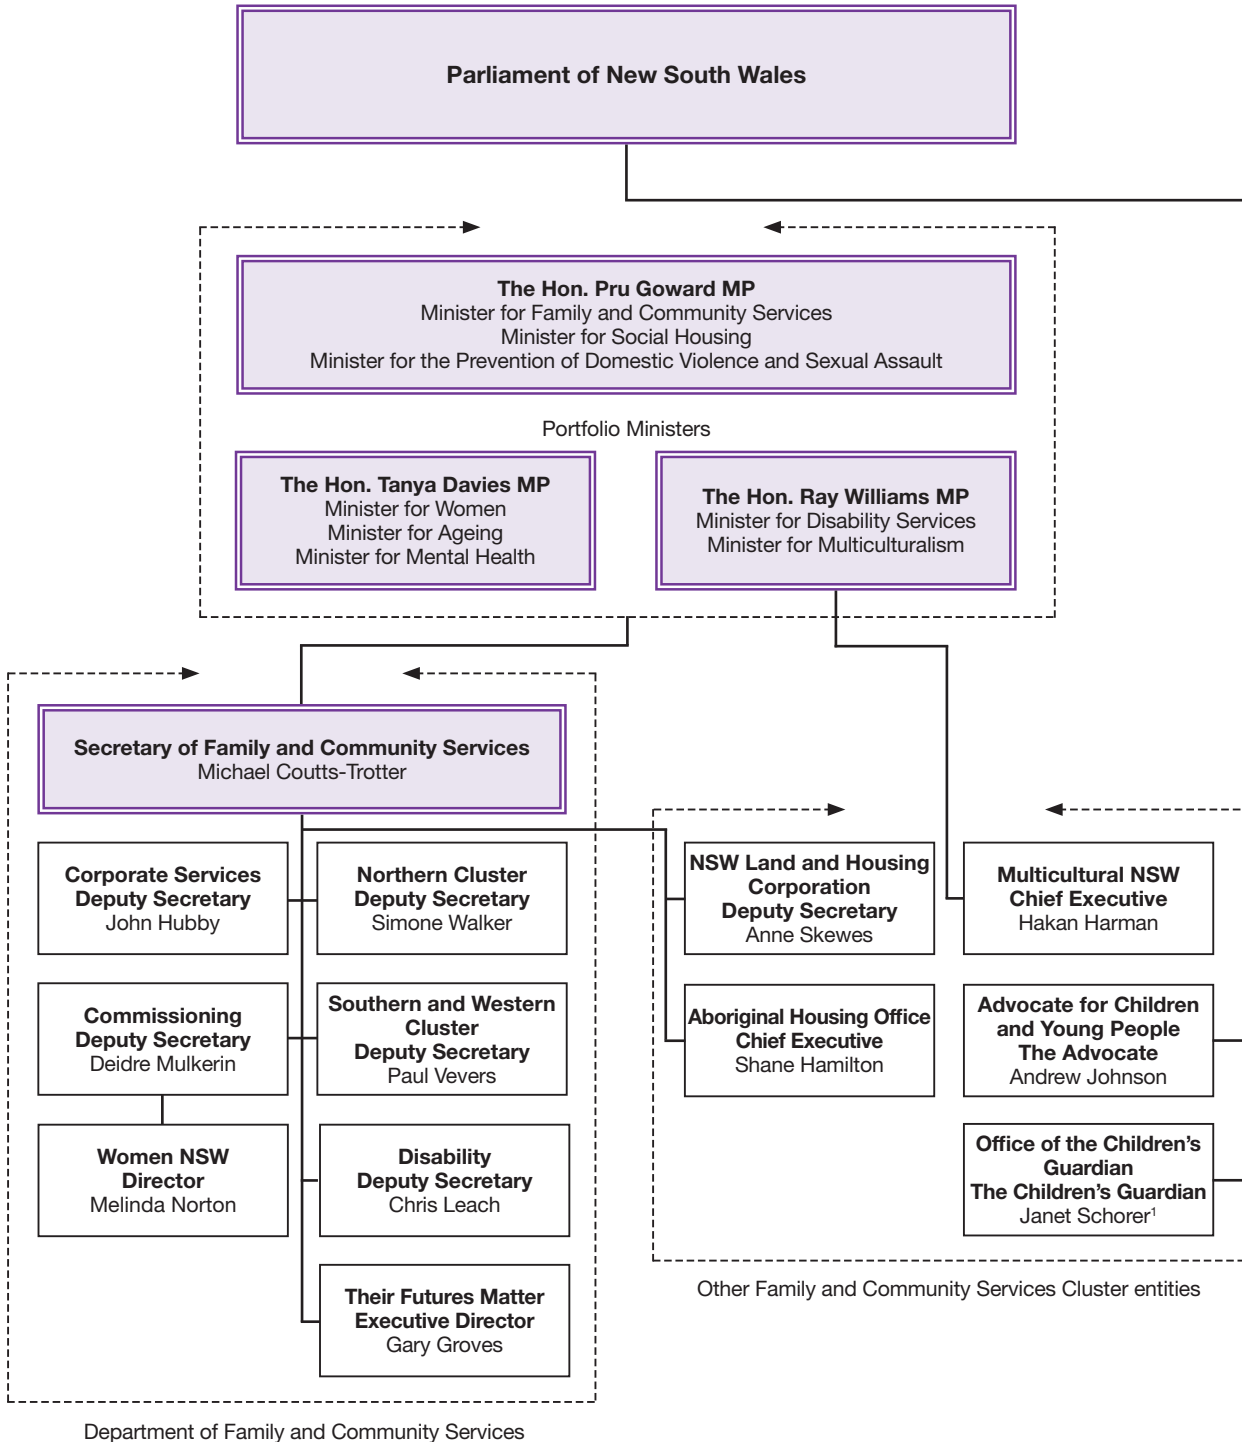 Parliament of New South Wales
The Hon. Pru Goward MP
Minister for Family and Community Services
Minister for Social Housing
Minister for the Prevention of Domestic Violence and Sexual Assault
Portfolio Ministers
The Hon. Tanya Davies MP
Minister for Women
Minister for Ageing
Minister for Mental Health
The Hon. Ray Williams MP
Minister for Disability Services
Minister for Multiculturalism
Secretary of Family and Community Services
Michael Coutts-Trotter
Corporate Services
Deputy Secretary
John Hubby
Northern Cluster
Deputy Secretary
Simone Walker
Commissioning
Deputy Secretary
Deidre Mulkerin
Southern and Western
Cluster
Deputy Secretary
Paul Vevers
Women NSW
Director
Melinda Norton
Disability
Deputy Secretary
Chris Leach
Their Futures Matter
Executive Director
Gary Groves
Department of Family and Community Services
NSW Land and Housing
Corporation
Deputy Secretary
Anne Skewes
Multicultural NSW
Chief Executive
Hakan Harman
Aboriginal Housing Office
Chief Executive
Shane Hamilton
Advocate for Children
and Young People
The Advocate
Andrew Johnson
Office of the Children’s
Guardian
The Children’s Guardian
Janet Schorer¹
Other Family and Community Services Cluster entities